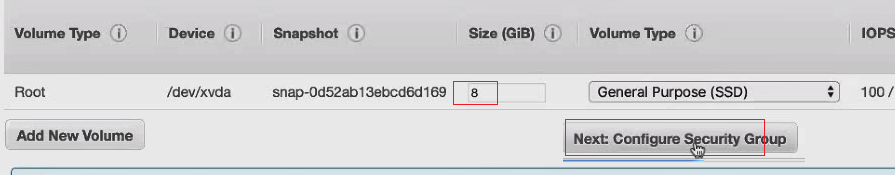 Volume Type i Device i Snapshot i Size (GiB) i Volume Type i IOPS
Root /dev/xvda snap-0d52ab13ebcd6d169 8 General Purpose (SSD) 100 /
Add New Volume Next: Configure Security Group